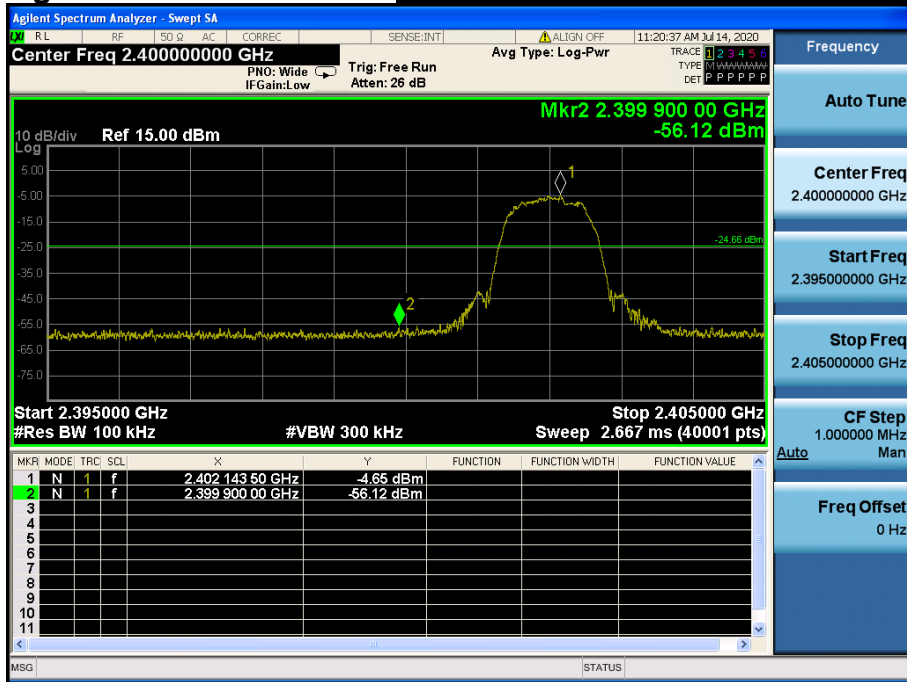 Agilent Spectrum Analyzer - Swept SA
LXI RL RF 50 Ω AC CORREC SENSE:INT ALIGN OFF 11:20:37 AM Jul 14, 2020
Center Freq 2.400000000 GHz
PNO: Wide
IFGain:Low
Trig: Free Run
Atten: 26 dB
Avg Type: Log-Pwr
TRACE 1 2 3 4 5 6
TYPE M WWWWW
DET P P P P P P
Mkr2 2.399 900 00 GHz
-56.12 dBm
10 dB/div Ref 15.00 dBm
Log
5.00
-5.00
-15.0
-25.0
-35.0
-45.0
-55.0
-65.0
-75.0
1
-24.66 dBm
2
Start 2.395000 GHz Stop 2.405000 GHz
#Res BW 100 kHz #VBW 300 kHz Sweep 2.667 ms (40001 pts)
MKR MODE TRC SCL X Y FUNCTION FUNCTION WIDTH FUNCTION VALUE
1 N 1 f 2.402 143 50 GHz -4.65 dBm
2 N 1 f 2.399 900 00 GHz -56.12 dBm
3
4
5
6
7
8
9
10
11
MSG STATUS
Frequency
Auto Tune
Center Freq
2.400000000 GHz
Start Freq
2.395000000 GHz
Stop Freq
2.405000000 GHz
CF Step
1.000000 MHz
Auto Man
Freq Offset
0 Hz